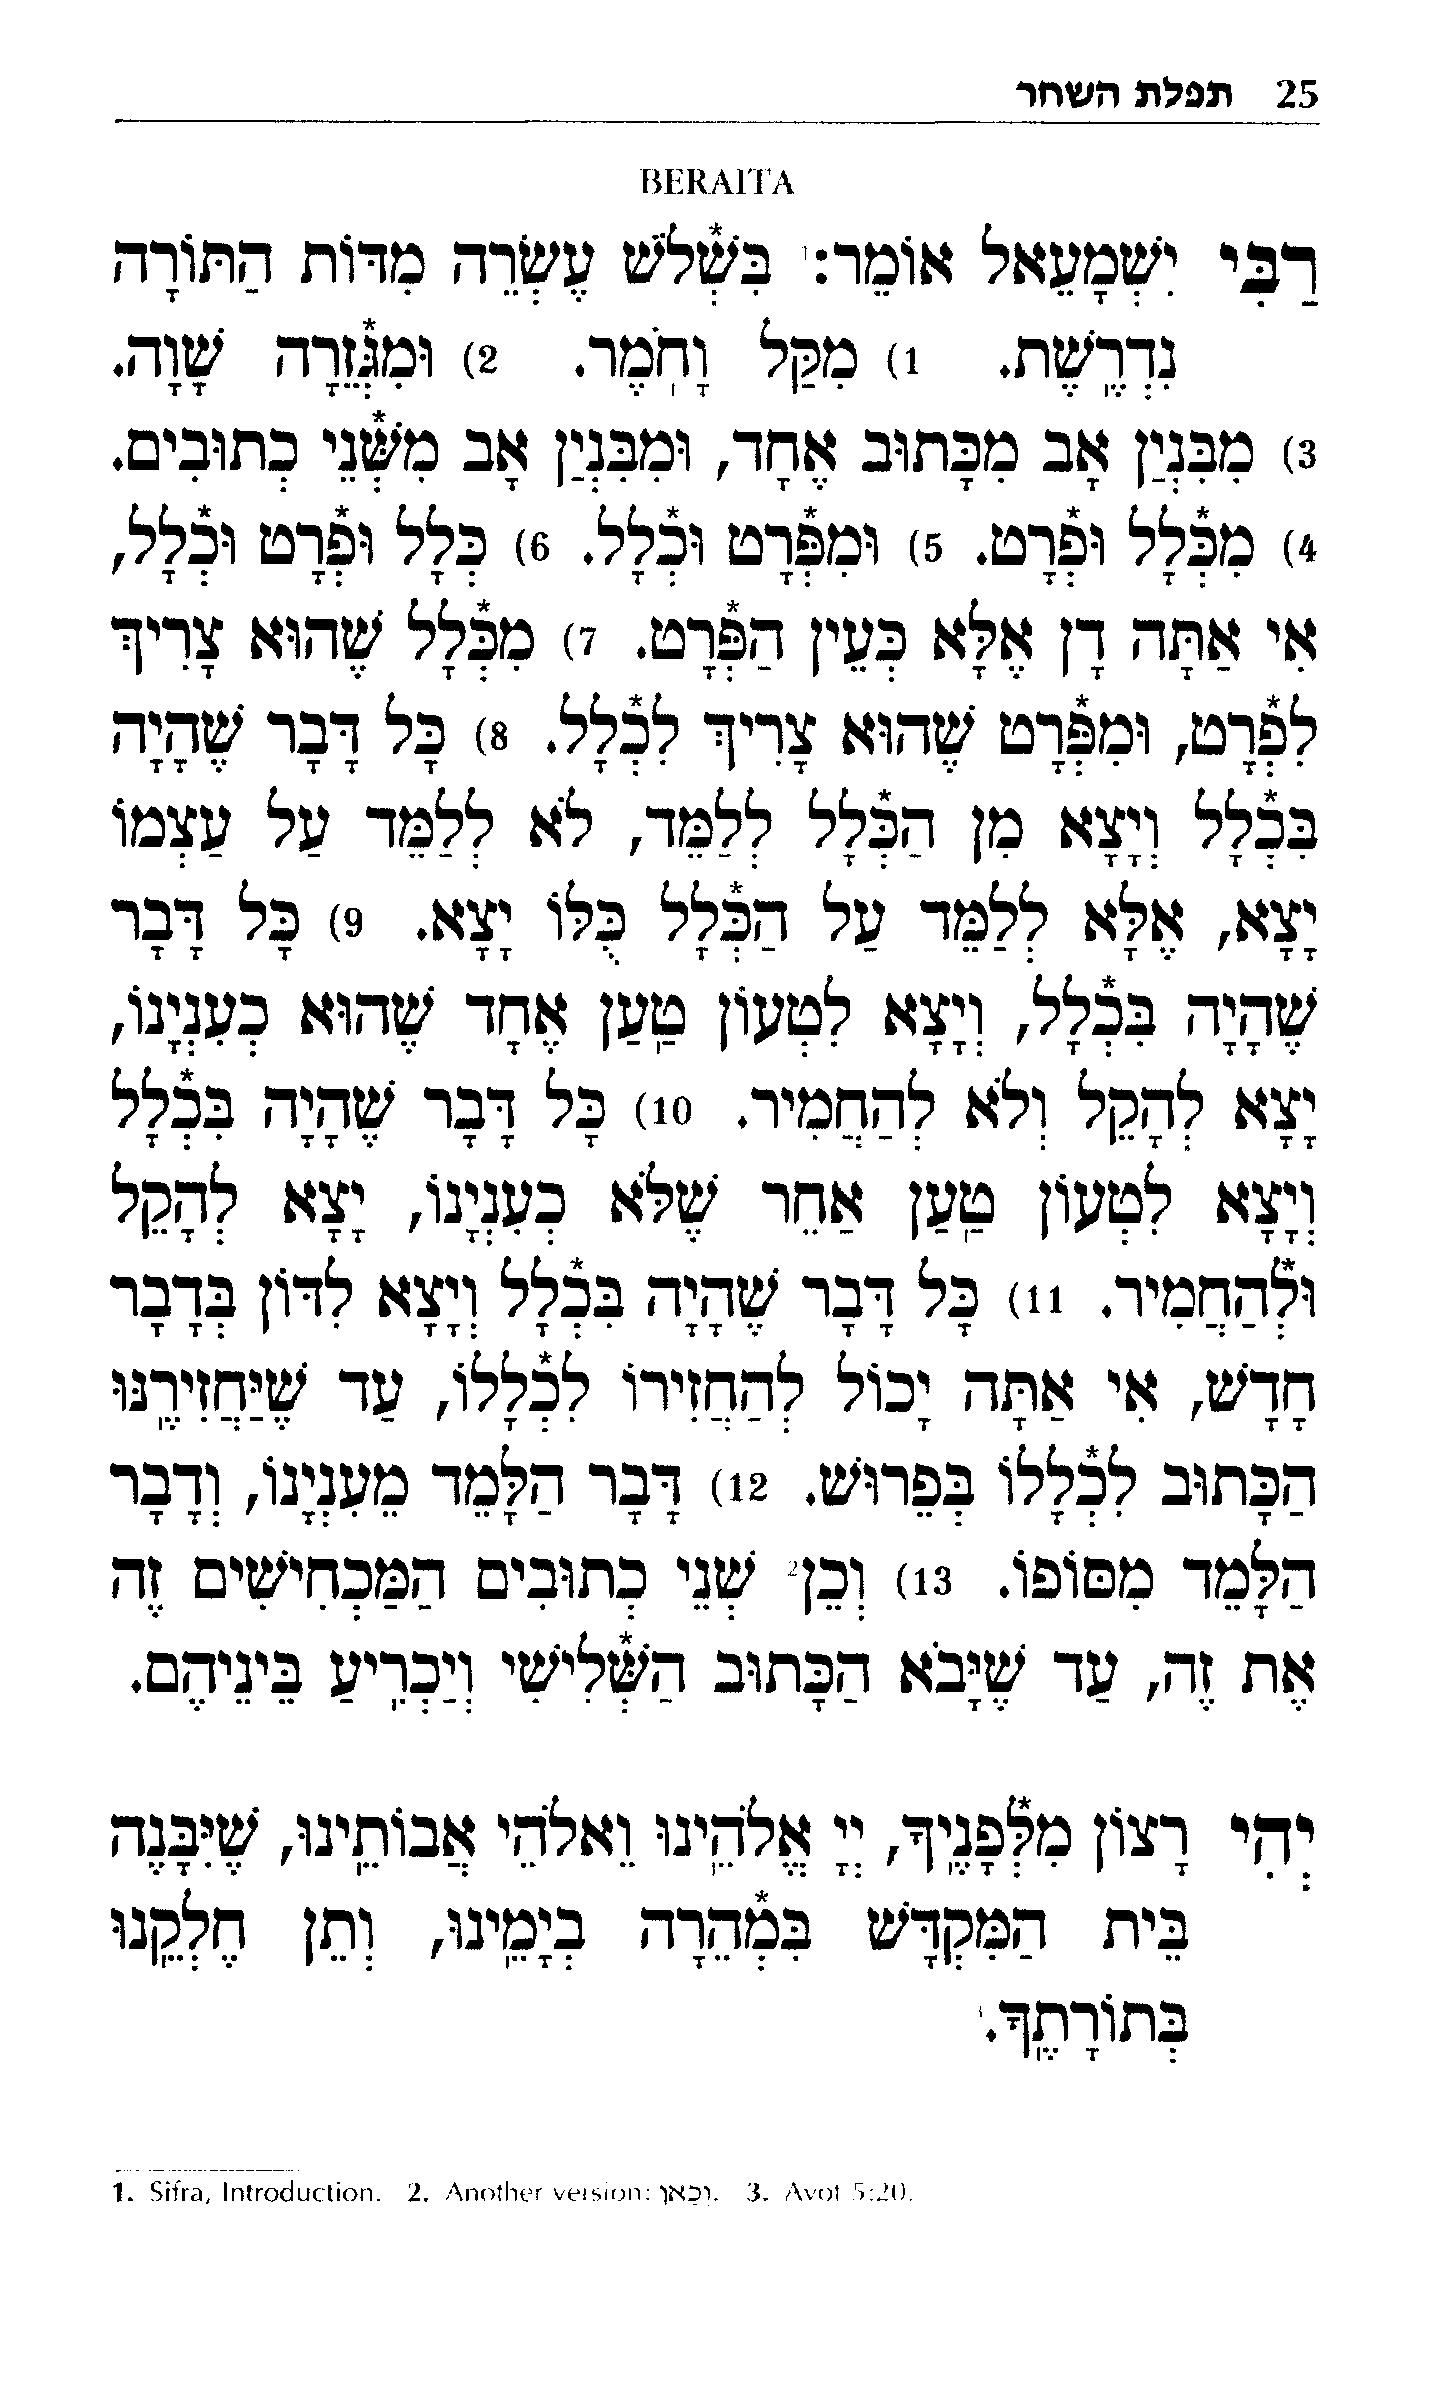 25 תפלת השחר
BERAITA
רַבִּי יִשְׁמָעֵאל אוֹמֵר:¹ בִּשְׁ*לֹשׁ עֶשְׂרֵה מִדּוֹת הַתּוֹרָה
נִדְרֶֽשֶׁת. 1) מִקַּל וָחֹֽמֶר. 2) וּמִגְּ*זֵרָה שָׁוָה.
3) מִבִּנְיַן אָב מִכָּתוּב אֶחָד, וּמִבִּנְיַן אָב מִשְּׁ*נֵי כְתוּבִים.
4) מִכְּ*לָל וּפְ*רָט. 5) וּמִפְּ*רָט וּכְ*לָל. 6) כְּלָל וּפְ*רָט וּכְ*לָל,
אִי אַתָּה דָן אֶלָּא כְּעֵין הַפְּ*רָט. 7) מִכְּ*לָל שֶׁהוּא צָרִיךְ
לִפְ*רָט, וּמִפְּ*רָט שֶׁהוּא צָרִיךְ לִכְ*לָל. 8) כָּל דָּבָר שֶׁהָיָה
בִּכְ*לָל וְיָצָא מִן הַכְּ*לָל לְלַמֵּד, לֹא לְלַמֵּד עַל עַצְמוֹ
יָצָא, אֶלָּא לְלַמֵּד עַל הַכְּ*לָל כֻּלּוֹ יָצָא. 9) כָּל דָּבָר
שֶׁהָיָה בִּכְ*לָל, וְיָצָא לִטְעוֹן טַֽעַן אֶחָד שֶׁהוּא כְעִנְיָנוֹ,
יָצָא לְהָקֵל וְלֹא לְהַחֲמִיר. 10) כָּל דָּבָר שֶׁהָיָה בִּכְ*לָל
וְיָצָא לִטְעוֹן טַֽעַן אַחֵר שֶׁלֹּא כְעִנְיָנוֹ, יָצָא לְהָקֵל
וּלְ*הַחֲמִיר. 11) כָּל דָּבָר שֶׁהָיָה בִּכְ*לָל וְיָצָא לִדּוֹן בְּדָבָר
חָדָשׁ, אִי אַתָּה יָכוֹל לְהַחֲזִירוֹ לִכְ*לָלוֹ, עַד שֶׁיַּחֲזִירֶֽנּוּ
הַכָּתוּב לִכְ*לָלוֹ בְּפֵרוּשׁ. 12) דָּבָר הַלָּמֵד מֵעִנְיָנוֹ, וְדָבָר
הַלָּמֵד מִסּוֹפוֹ. 13) וְכֵן² שְׁנֵי כְתוּבִים הַמַּכְחִישִׁים זֶה
אֶת זֶה, עַד שֶׁיָּבֹא הַכָּתוּב הַשְּׁ*לִישִׁי וְיַכְרִֽיעַ בֵּינֵיהֶם.
יְהִי רָצוֹן מִלְּ*פָנֶֽיךָ, יְיָ אֱלֹהֵֽינוּ וֵאלֹהֵי אֲבוֹתֵֽינוּ, שֶׁיִּבָּנֶה
בֵּית הַמִּקְדָּשׁ בִּמְ*הֵרָה בְיָמֵֽינוּ, וְתֵן חֶלְקֵֽנוּ
בְּתוֹרָתֶֽךָ.³
1. Sifra, Introduction. 2. Another version: וְכָאן. 3. Avot 5:20.